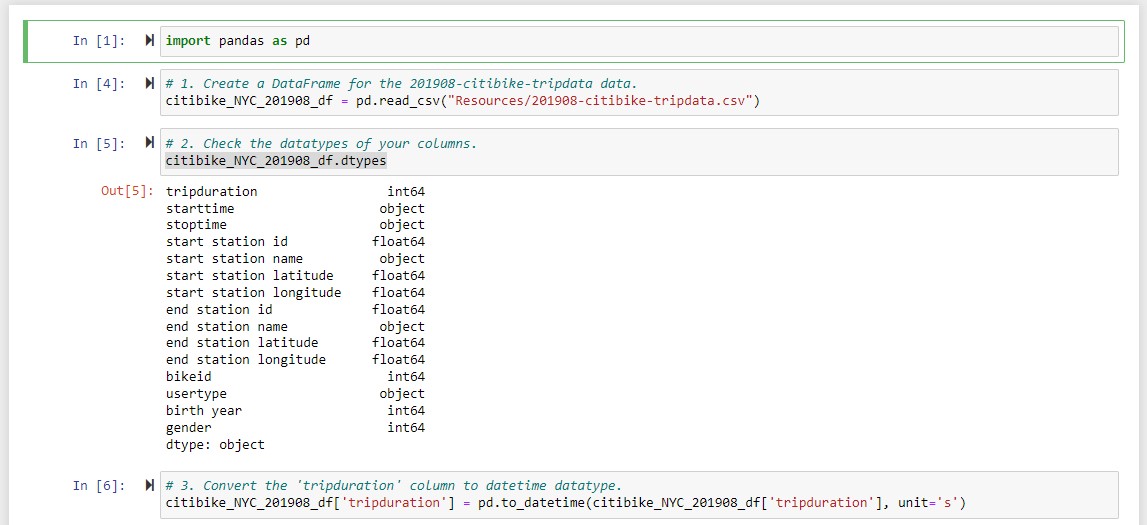 In [1]: import pandas as pd
In [4]: # 1. Create a DataFrame for the 201908-citibike-tripdata data.
citibike_NYC_201908_df = pd.read_csv("Resources/201908-citibike-tripdata.csv")
In [5]: # 2. Check the datatypes of your columns.
citibike_NYC_201908_df.dtypes
Out[5]: tripduration int64
starttime object
stoptime object
start station id float64
start station name object
start station latitude float64
start station longitude float64
end station id float64
end station name object
end station latitude float64
end station longitude float64
bikeid int64
usertype object
birth year int64
gender int64
dtype: object
In [6]: # 3. Convert the 'tripduration' column to datetime datatype.
citibike_NYC_201908_df['tripduration'] = pd.to_datetime(citibike_NYC_201908_df['tripduration'], unit='s')